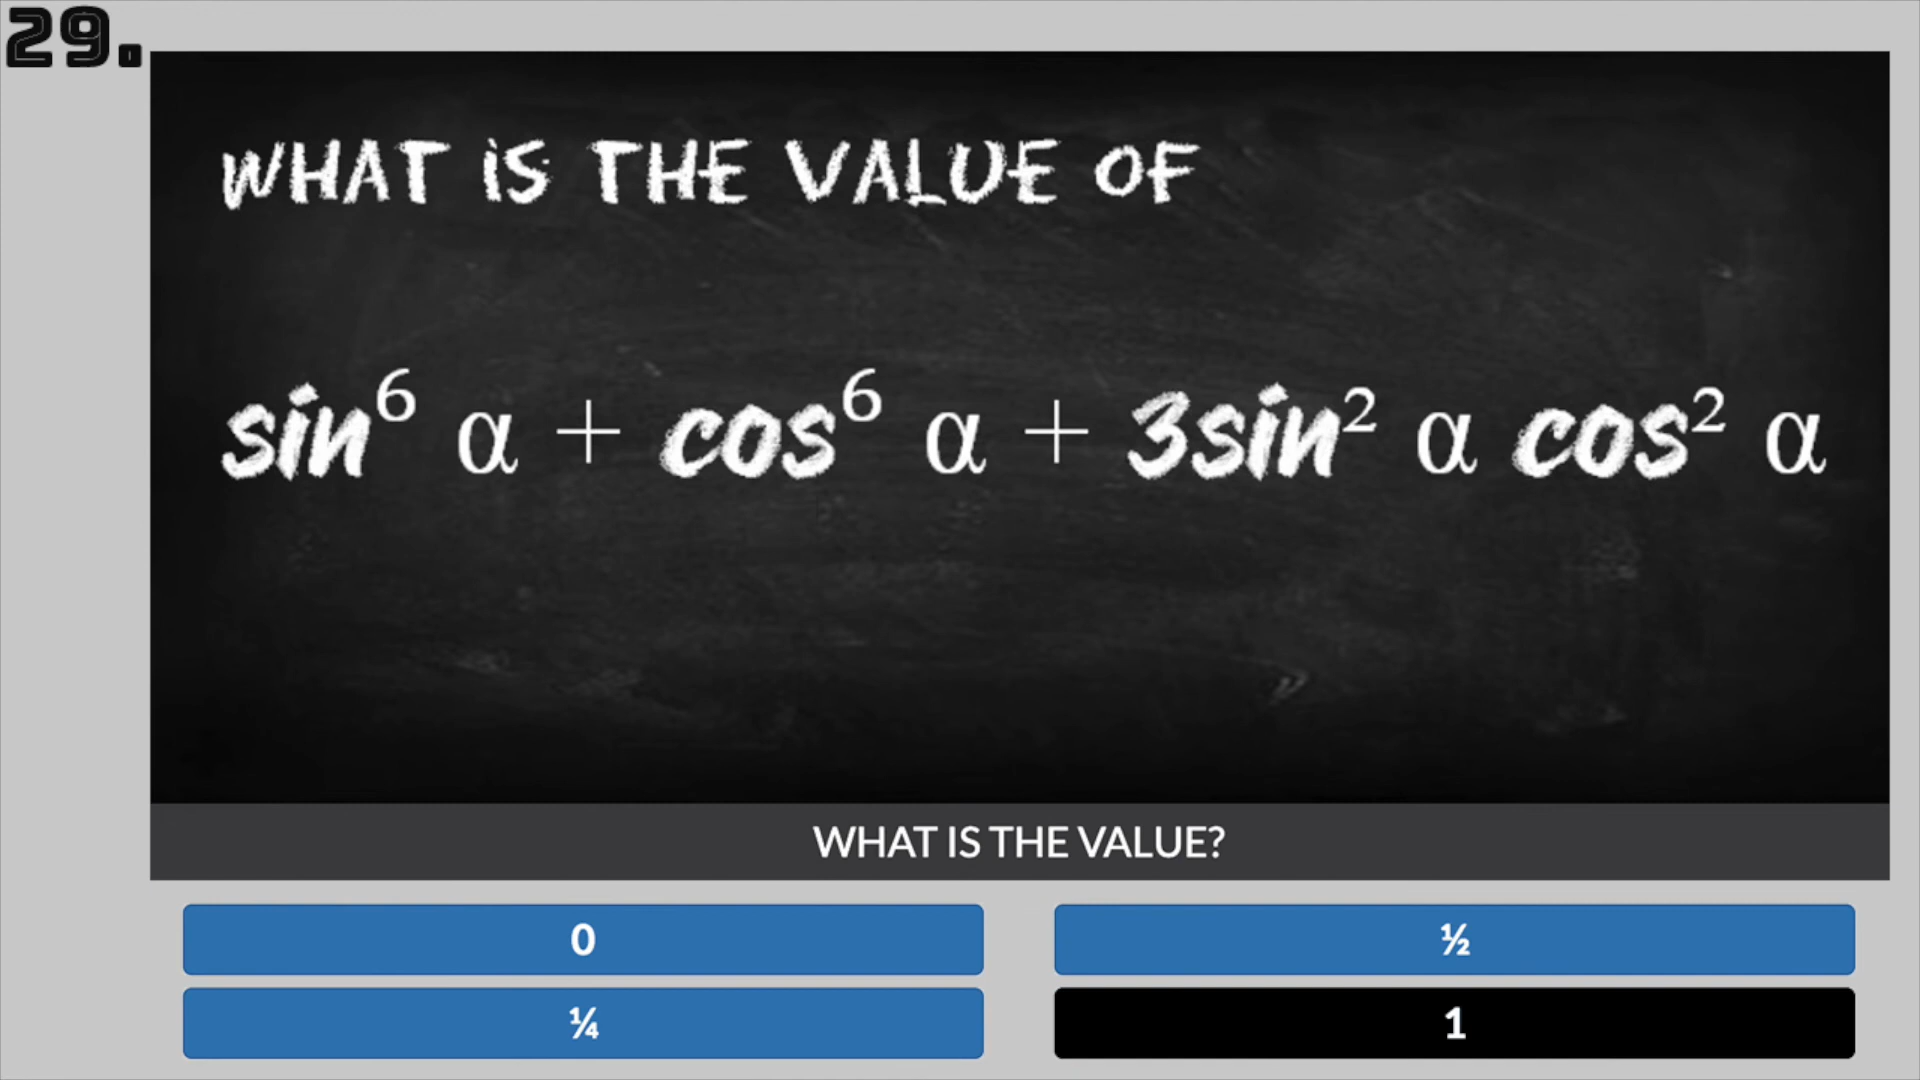 29.
WHAT iS THE VALUE OF
sin⁶ α + cos⁶ α + 3sin² α cos² α
WHAT IS THE VALUE?
0
½
¼
1